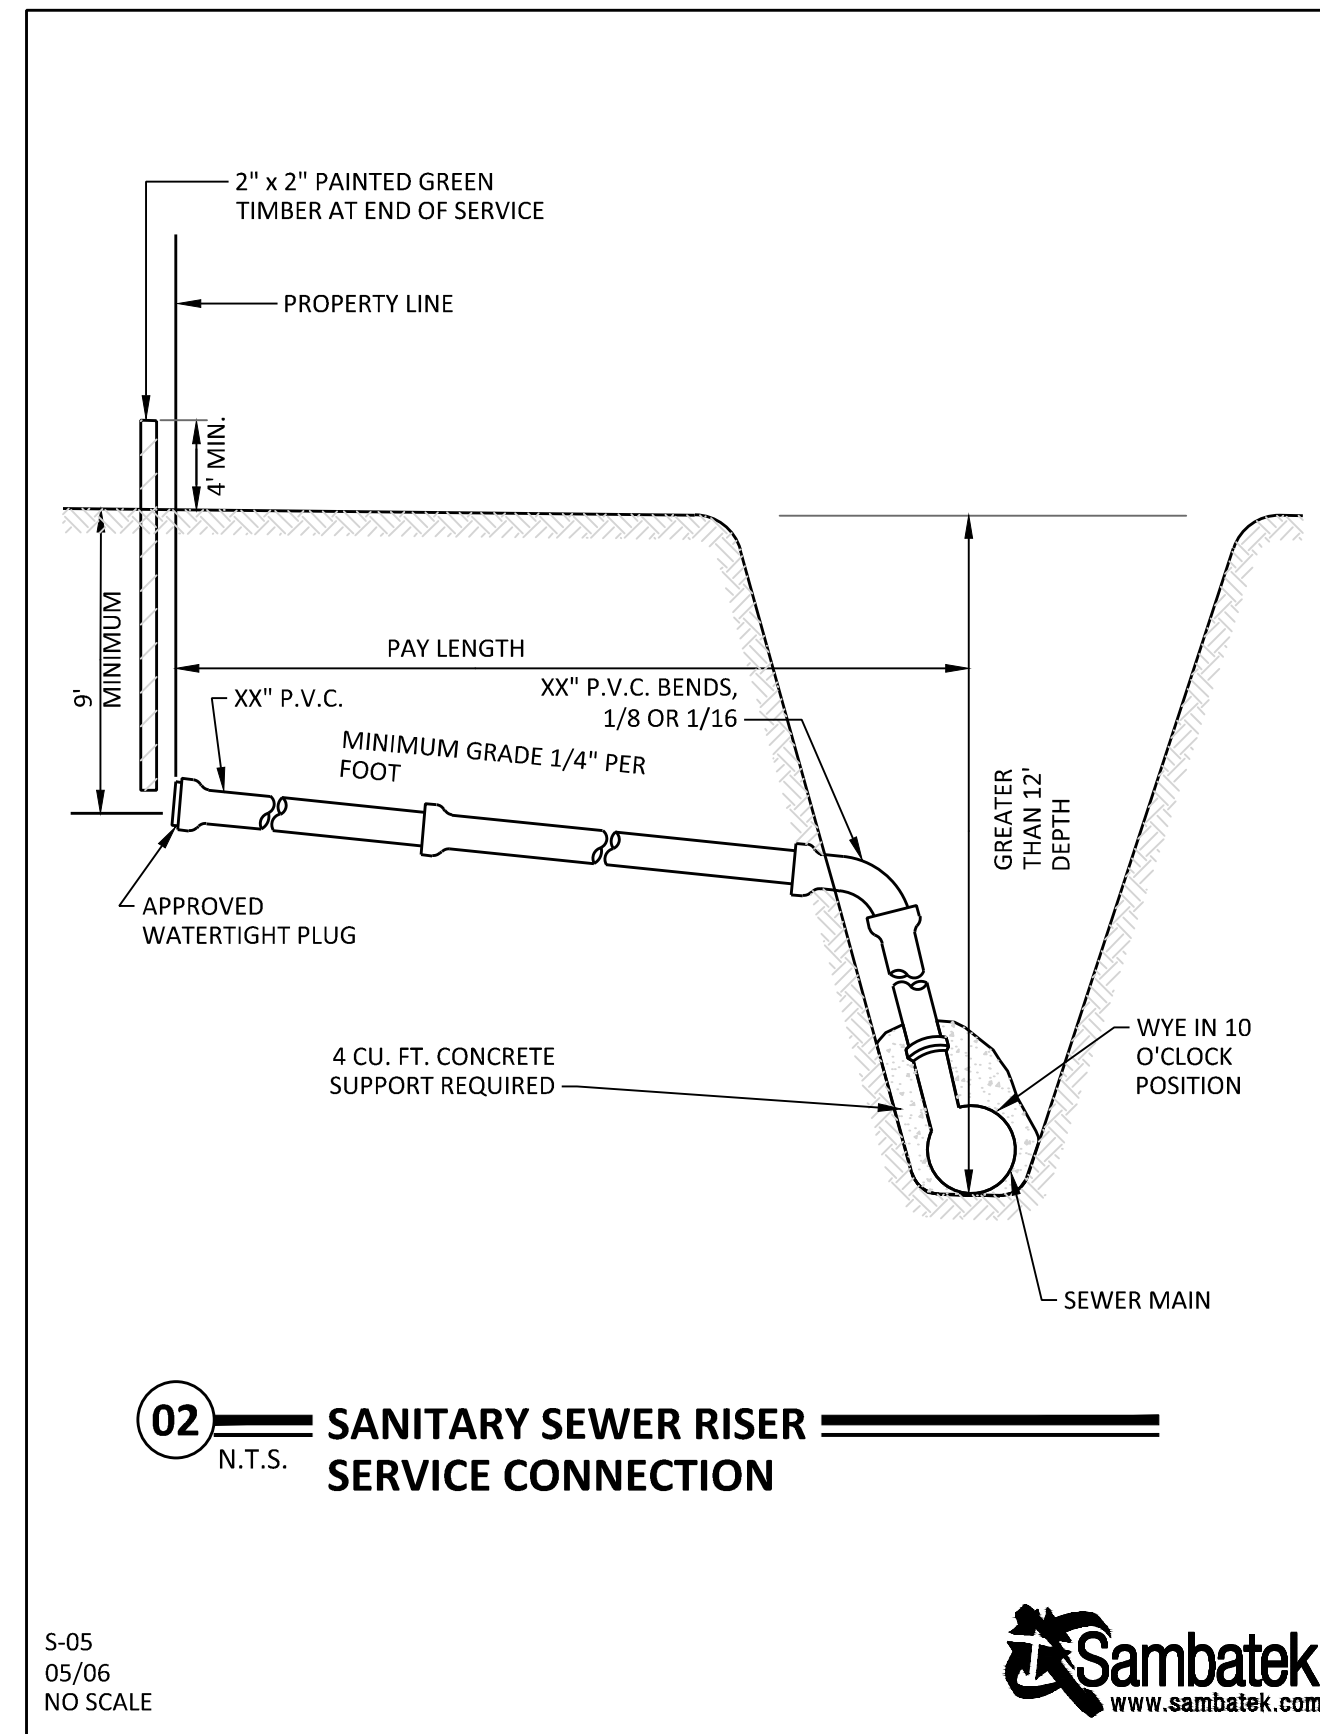 2" x 2" PAINTED GREEN
TIMBER AT END OF SERVICE
PROPERTY LINE
4' MIN.
9'
MINIMUM
PAY LENGTH
XX" P.V.C.
XX" P.V.C. BENDS,
1/8 OR 1/16
MINIMUM GRADE 1/4" PER
FOOT
GREATER
THAN 12'
DEPTH
APPROVED
WATERTIGHT PLUG
4 CU. FT. CONCRETE
SUPPORT REQUIRED
WYE IN 10
O'CLOCK
POSITION
SEWER MAIN
02
N.T.S.
SANITARY SEWER RISER
SERVICE CONNECTION
S-05
05/06
NO SCALE
Sambatek
www.sambatek.com